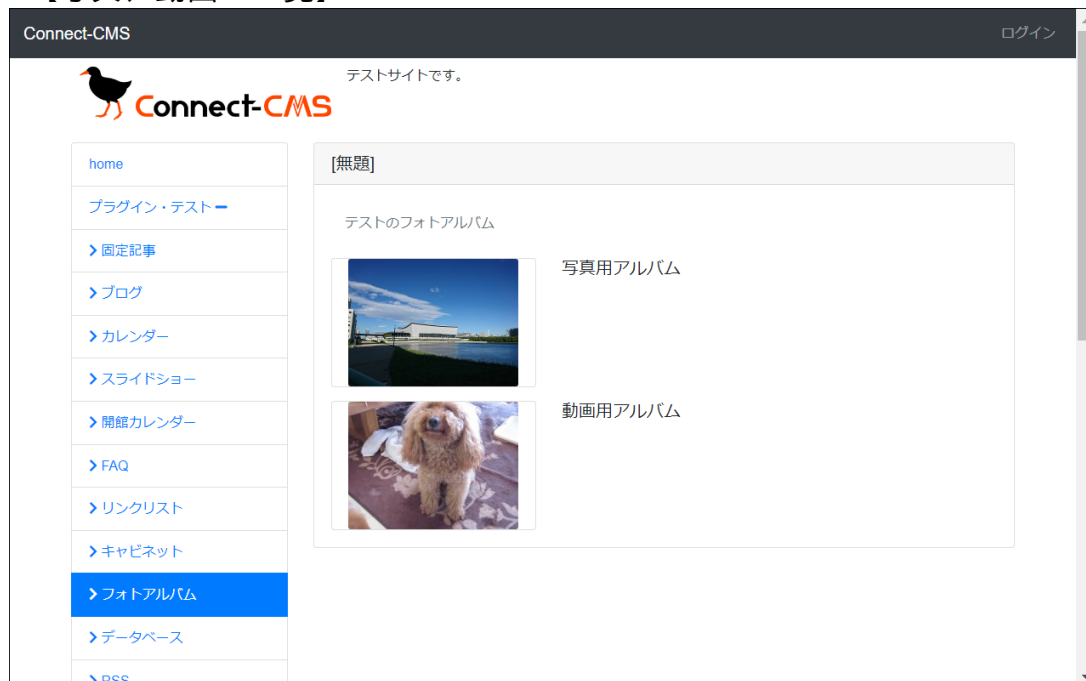 Connect-CMS
ログイン
Connect-CMS
テストサイトです。
home
プラグイン・テスト
固定記事
ブログ
カレンダー
スライドショー
開館カレンダー
FAQ
リンクリスト
キャビネット
フォトアルバム
データベース
RSS
[無題]
テストのフォトアルバム
写真用アルバム
動画用アルバム